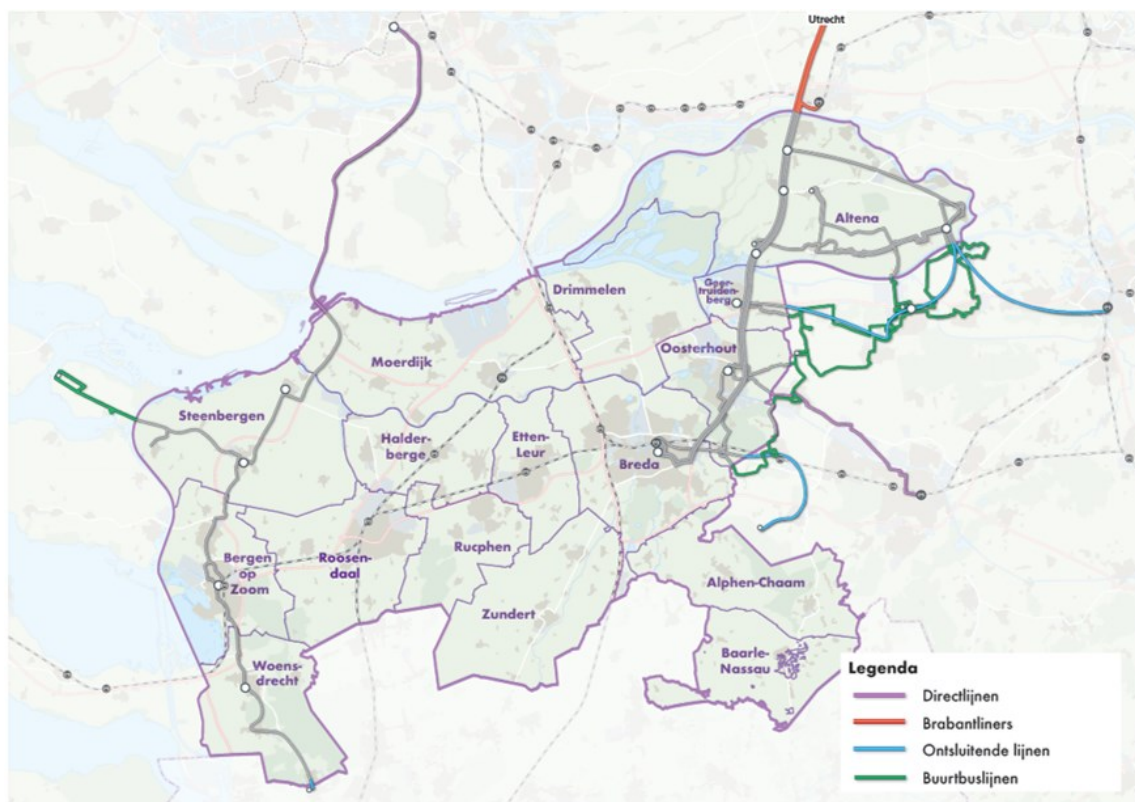 Utrecht
Altena
Geer-
truiden-
berg
Drimmelen
Oosterhout
Moerdijk
Steenbergen
Halder-
berge
Etten-
Leur
Breda
Bergen
op
Zoom
Roosen-
daal
Rucphen
Zundert
Alphen-Chaam
Baarle-
Nassau
Woens-
drecht
Legenda
Directlijnen
Brabantliners
Ontsluitende lijnen
Buurtbuslijnen